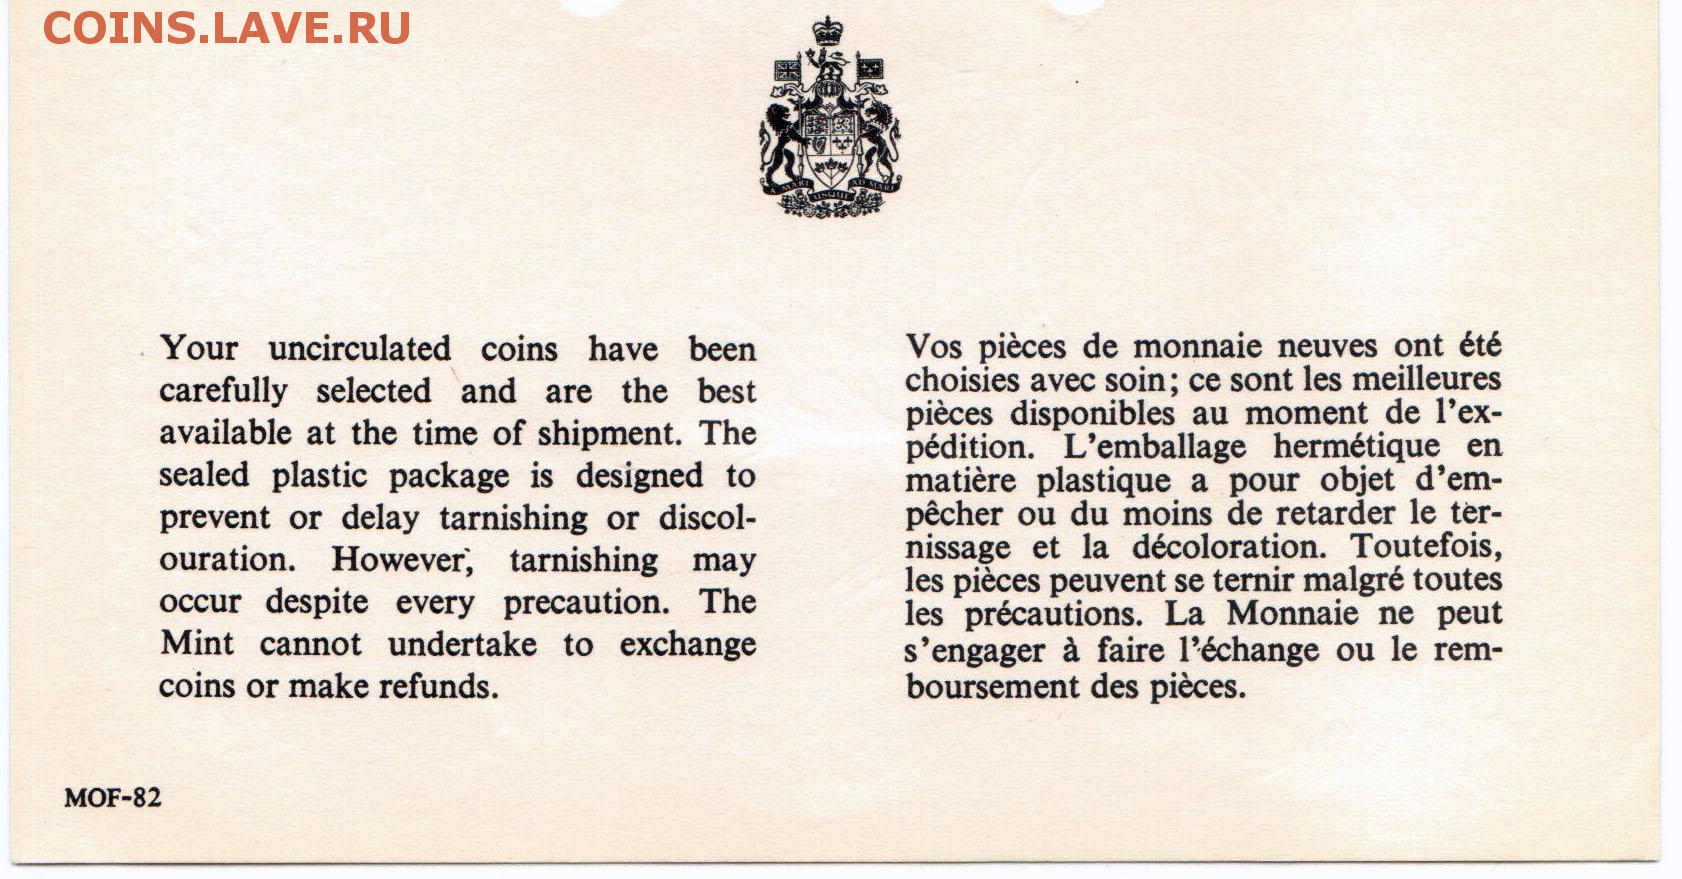 COINS.LAVE.RU
A MARI USQUE AD MARE
Your uncirculated coins have been
carefully selected and are the best
available at the time of shipment. The
sealed plastic package is designed to
prevent or delay tarnishing or discol-
ouration. However, tarnishing may
occur despite every precaution. The
Mint cannot undertake to exchange
coins or make refunds.
Vos pièces de monnaie neuves ont été
choisies avec soin; ce sont les meilleures
pièces disponibles au moment de l'ex-
pédition. L'emballage hermétique en
matière plastique a pour objet d'em-
pêcher ou du moins de retarder le ter-
nissage et la décoloration. Toutefois,
les pièces peuvent se ternir malgré toutes
les précautions. La Monnaie ne peut
s'engager à faire l'échange ou le rem-
boursement des pièces.
MOF-82